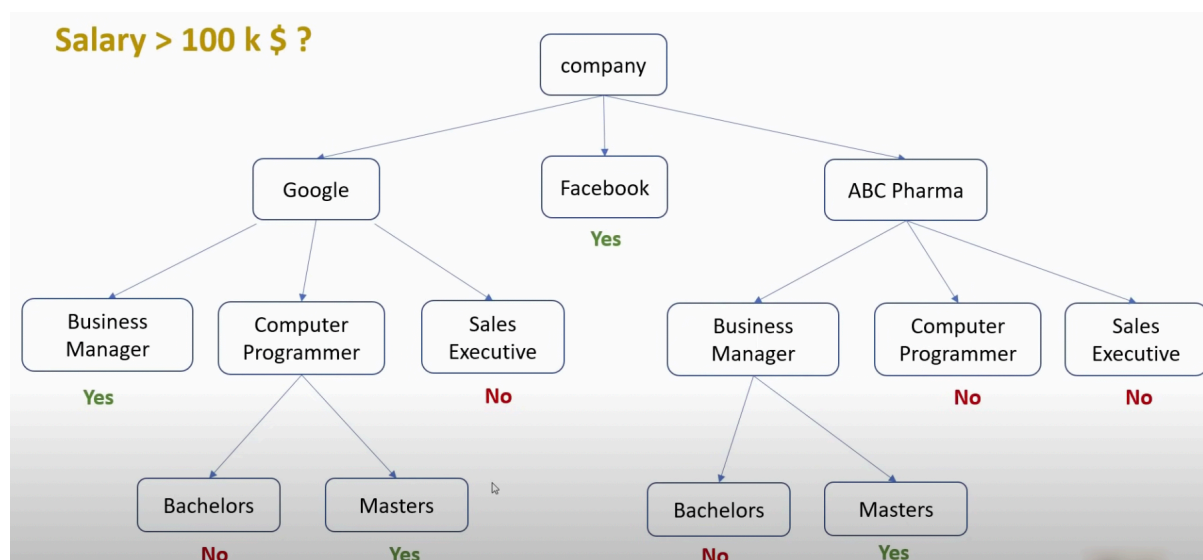 Salary > 100 k $ ?
company
Google
Facebook
ABC Pharma
Yes
Business
Manager
Computer
Programmer
Sales
Executive
Business
Manager
Computer
Programmer
Sales
Executive
Yes
No
No
No
Bachelors
Masters
Bachelors
Masters
No
Yes
No
Yes